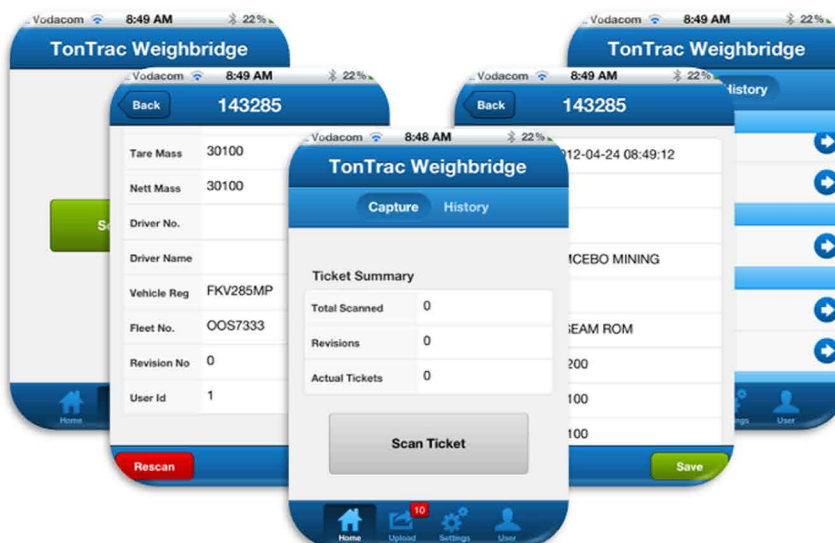 Vodacom 8:49 AM 22%
TonTrac Weighbridge
Home
Vodacom 8:49 AM 22%
Back 143285
Tare Mass 30100
Nett Mass 30100
Driver No.
Driver Name
Vehicle Reg FKV285MP
Fleet No. OOS7333
Revision No 0
User Id 1
Rescan
Vodacom 8:48 AM 22%
TonTrac Weighbridge
Capture History
Ticket Summary
Total Scanned 0
Revisions 0
Actual Tickets 0
Scan Ticket
10
Home Upload Settings User
Vodacom 8:49 AM 22%
Back 143285
012-04-24 08:49:12
MINING
ROM
200
100
100
Save
Vodacom 8:49 AM 22%
TonTrac Weighbridge
History
User